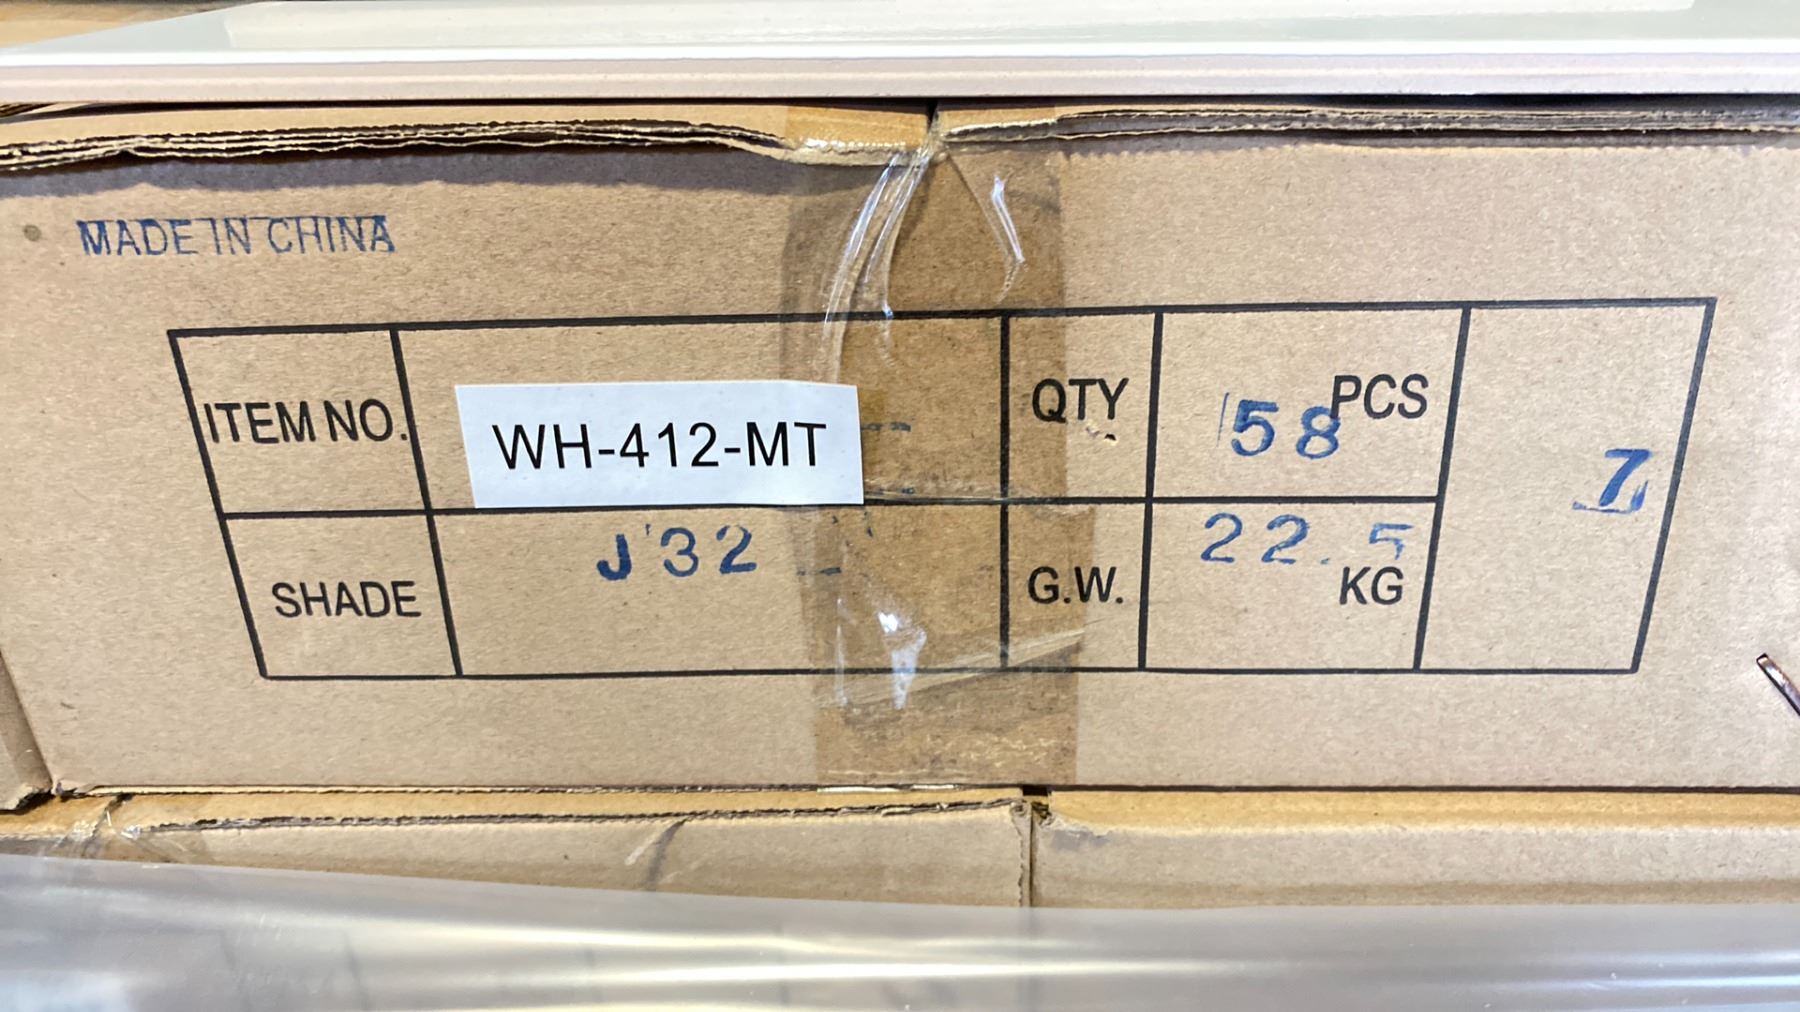 MADE IN CHINA
ITEM NO.
WH-412-MT
QTY
58 PCS
7
SHADE
J32
G.W.
22.5 KG